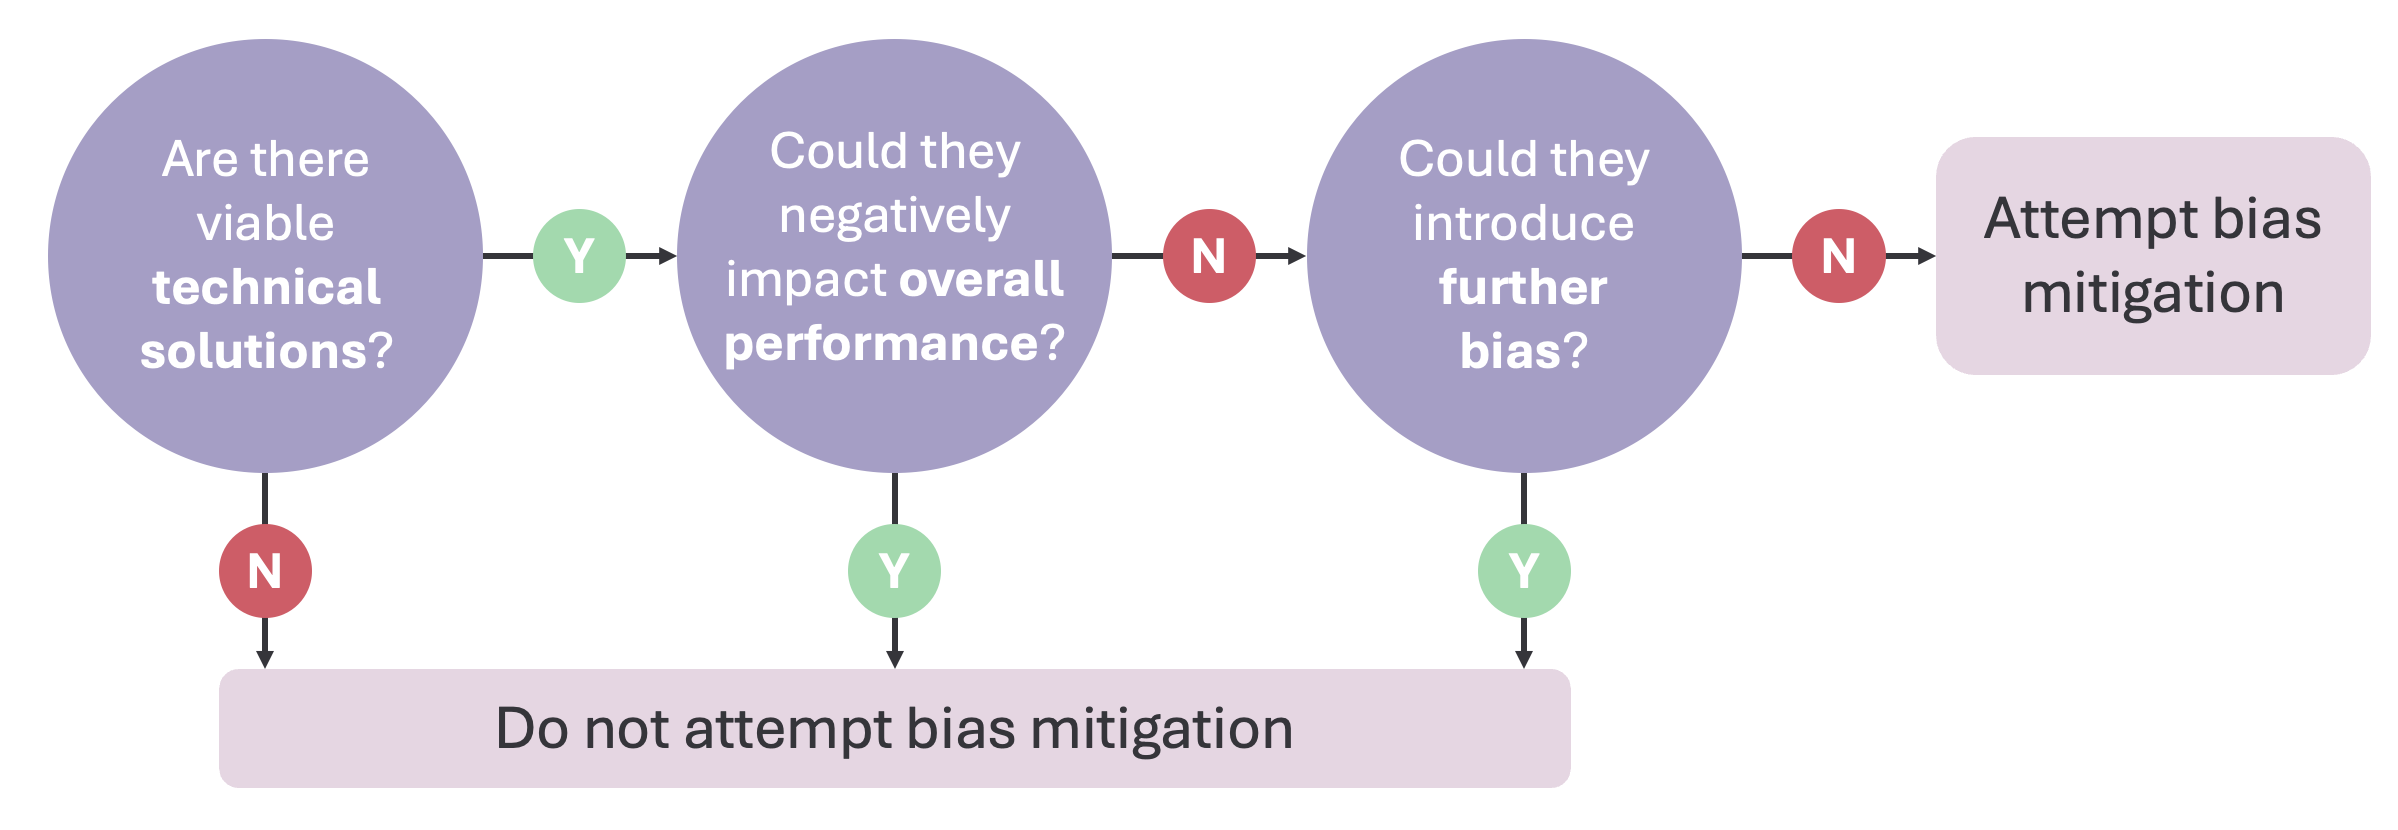 Are there
viable
technical
solutions?
Y
Could they
negatively
impact overall
performance?
N
Could they
introduce
further
bias?
N
Attempt bias
mitigation
N
Y
Y
Do not attempt bias mitigation